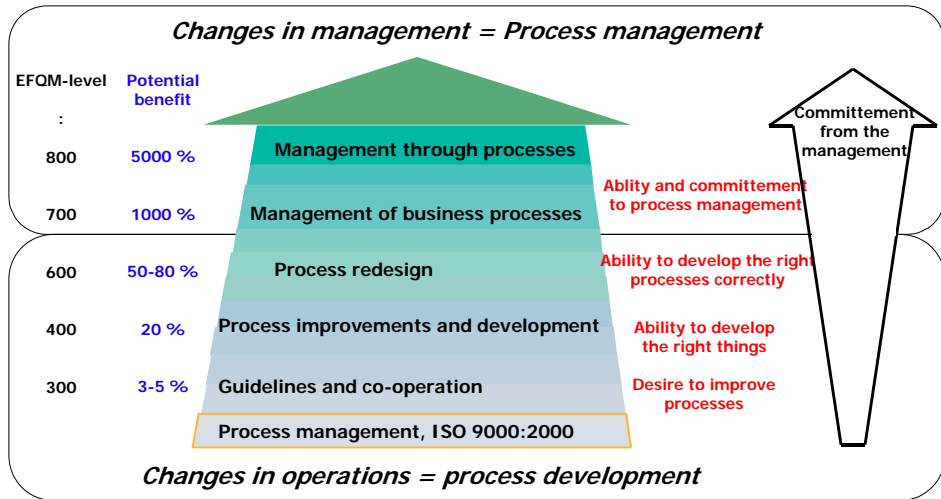 Changes in management = Process management
EFQM-level
:
Potential
benefit
Committement
from the
management
800
5000 %
Management through processes
Ablity and committement
to process management
700
1000 %
Management of business processes
600
50-80 %
Process redesign
Ability to develop the right
processes correctly
400
20 %
Process improvements and development
Ability to develop
the right things
300
3-5 %
Guidelines and co-operation
Desire to improve
processes
Process management, ISO 9000:2000
Changes in operations = process development